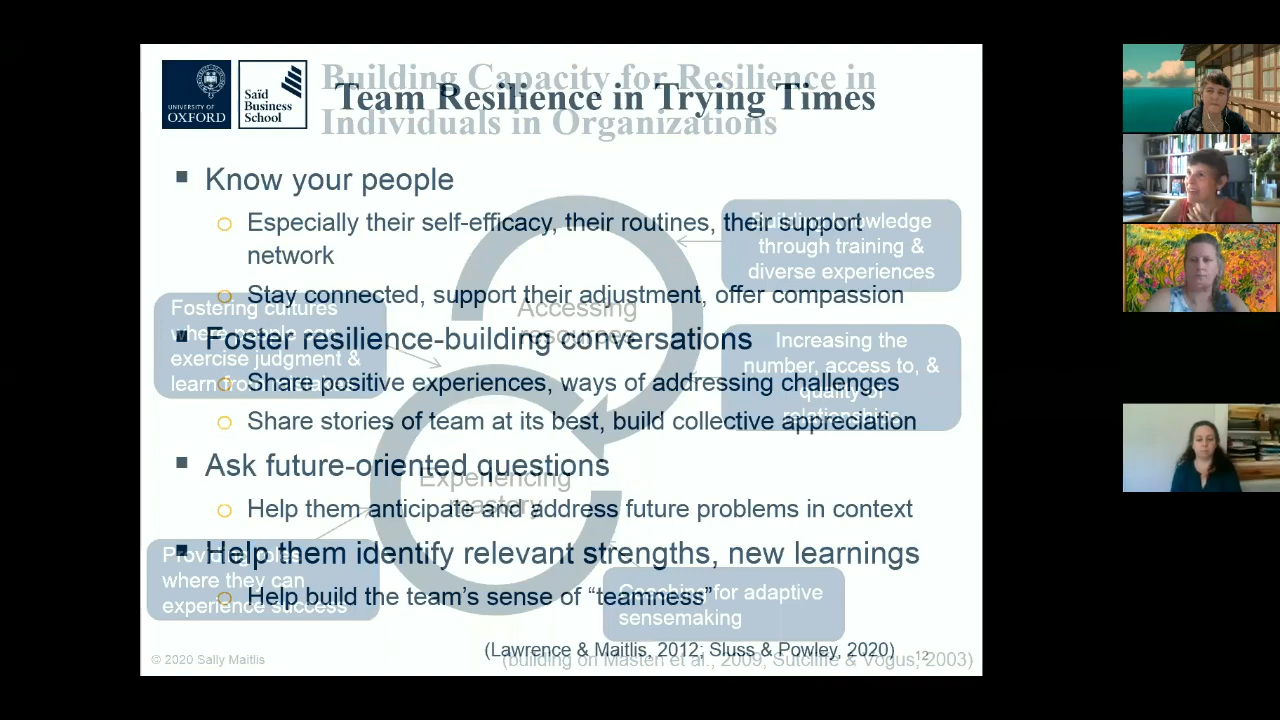 UNIVERSITY OF
OXFORD
Saïd
Business
School
Building Capacity for Resilience in
Individuals in Organizations
Team Resilience in Trying Times
Know your people
Especially their self-efficacy, their routines, their support
network
Stay connected, support their adjustment, offer compassion
Foster resilience-building conversations
Share positive experiences, ways of addressing challenges
Share stories of team at its best, build collective appreciation
Ask future-oriented questions
Help them anticipate and address future problems in context
Help them identify relevant strengths, new learnings
Help build the team's sense of “teamness”
(Lawrence & Maitlis, 2012; Sluss & Powley, 2020)
Building knowledge
through training &
diverse experiences
Accessing
resources
Fostering cultures
where people can
exercise judgment &
learn from mistakes
Increasing the
number, access to, &
quality of
relationships
Experiencing
mastery
Providing roles
where they can
experience success
Coaching for adaptive
sensemaking
(building on Masten et al., 2009; Sutcliffe & Vogus, 2003)
© 2020 Sally Maitlis
12